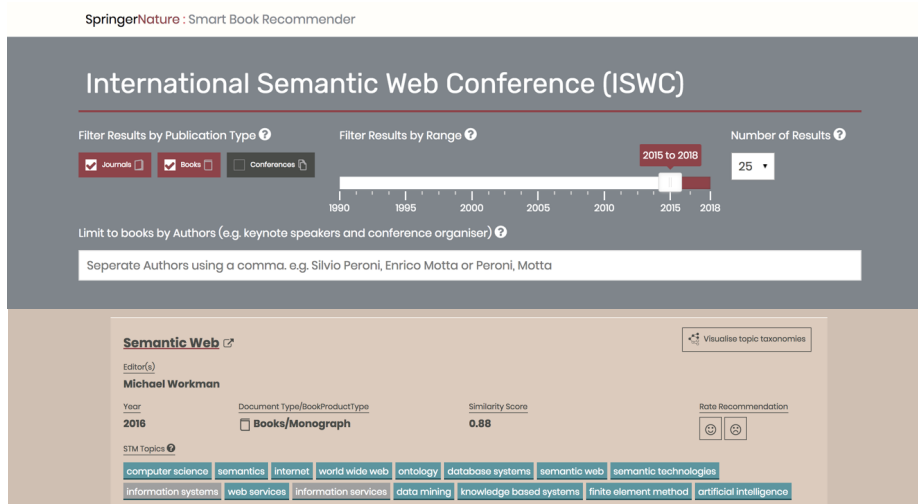 SpringerNature : Smart Book Recommender
International Semantic Web Conference (ISWC)
Filter Results by Publication Type ?
Filter Results by Range ?
Number of Results ?
Journals
Books
Conferences
2015 to 2018
25
1990 1995 2000 2005 2010 2015 2018
Limit to books by Authors (e.g. keynote speakers and conference organiser) ?
Seperate Authors using a comma. e.g. Silvio Peroni, Enrico Motta or Peroni, Motta
Semantic Web
Visualise topic taxonomies
Editor(s)
Michael Workman
Year Document Type/BookProductType Similarity Score Rate Recommendation
2016 Books/Monograph 0.88
STM Topics ?
computer science semantics internet world wide web ontology database systems semantic web semantic technologies
information systems web services information services data mining knowledge based systems finite element method artificial intelligence